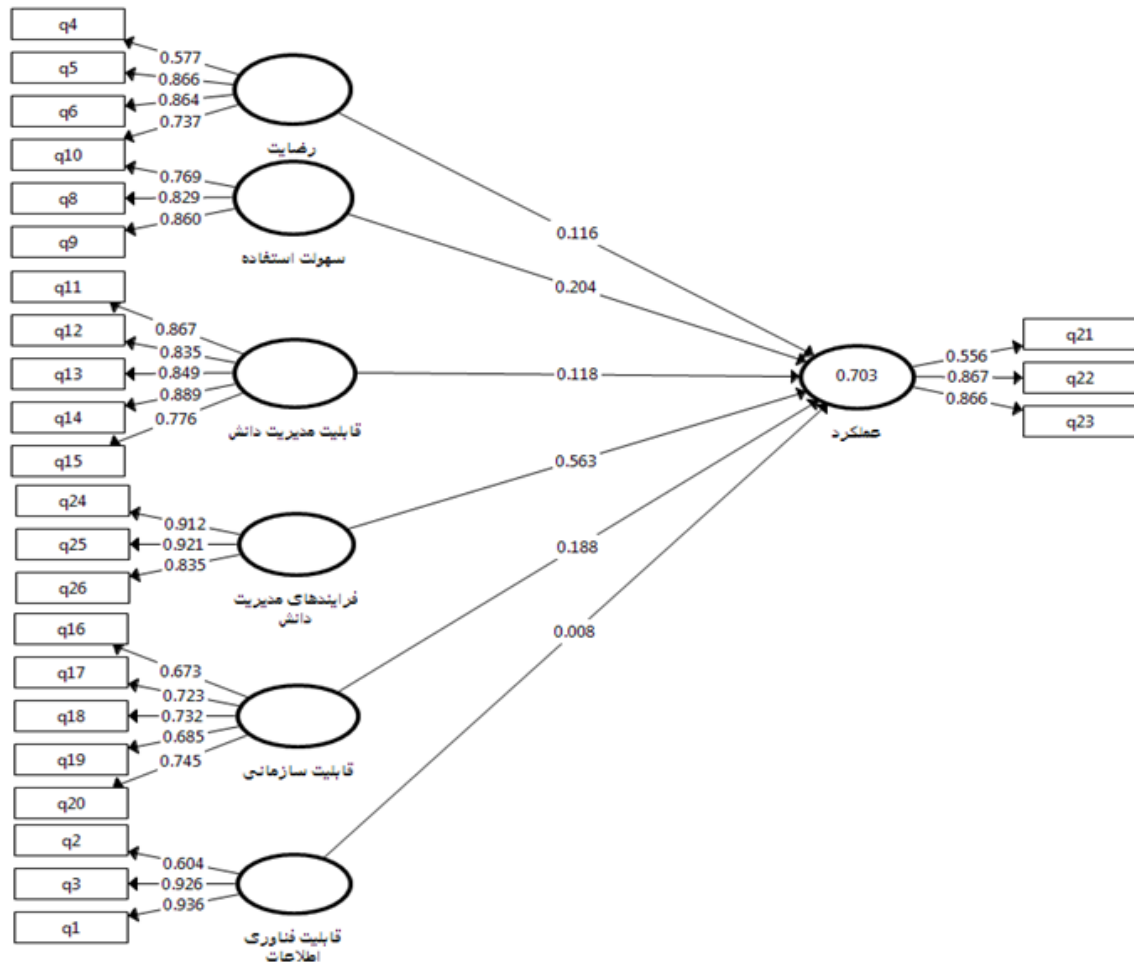 q4
q5
q6
q10
q8
q9
q11
q12
q13
q14
q15
q24
q25
q26
q16
q17
q18
q19
q20
q2
q3
q1
0.577
0.866
0.864
0.737
رضایت
0.769
0.829
0.860
سهولت استفاده
0.867
0.835
0.849
0.889
0.776
قابلیت مدیریت دانش
0.912
0.921
0.835
فرایندهای مدیریت
دانش
0.673
0.723
0.732
0.685
0.745
قابلیت سازمانی
0.604
0.926
0.936
قابلیت فناوری
اطلاعات
0.116
0.204
0.118
0.563
0.188
0.008
0.703
عملکرد
0.556
0.867
0.866
q21
q22
q23